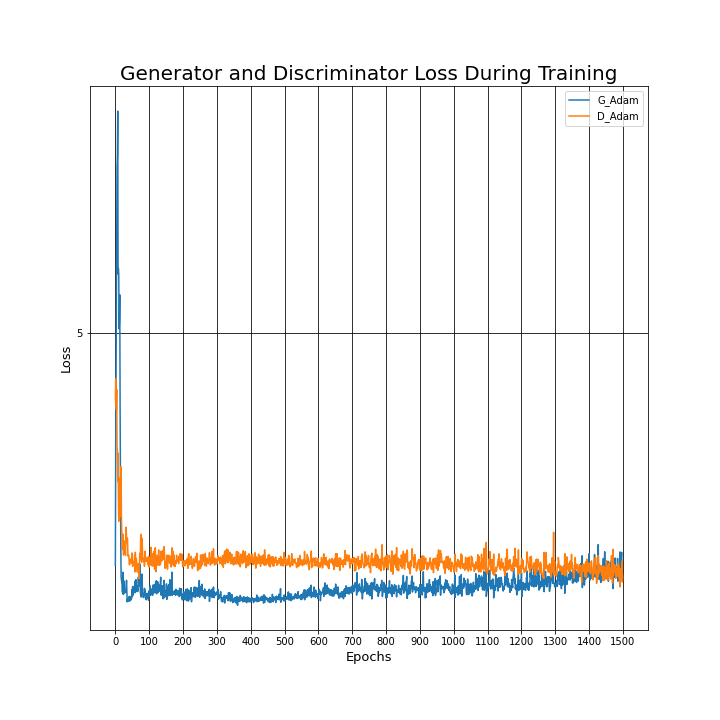 Generator and Discriminator Loss During Training
G_Adam
D_Adam
5
Loss
0 100 200 300 400 500 600 700 800 900 1000 1100 1200 1300 1400 1500
Epochs